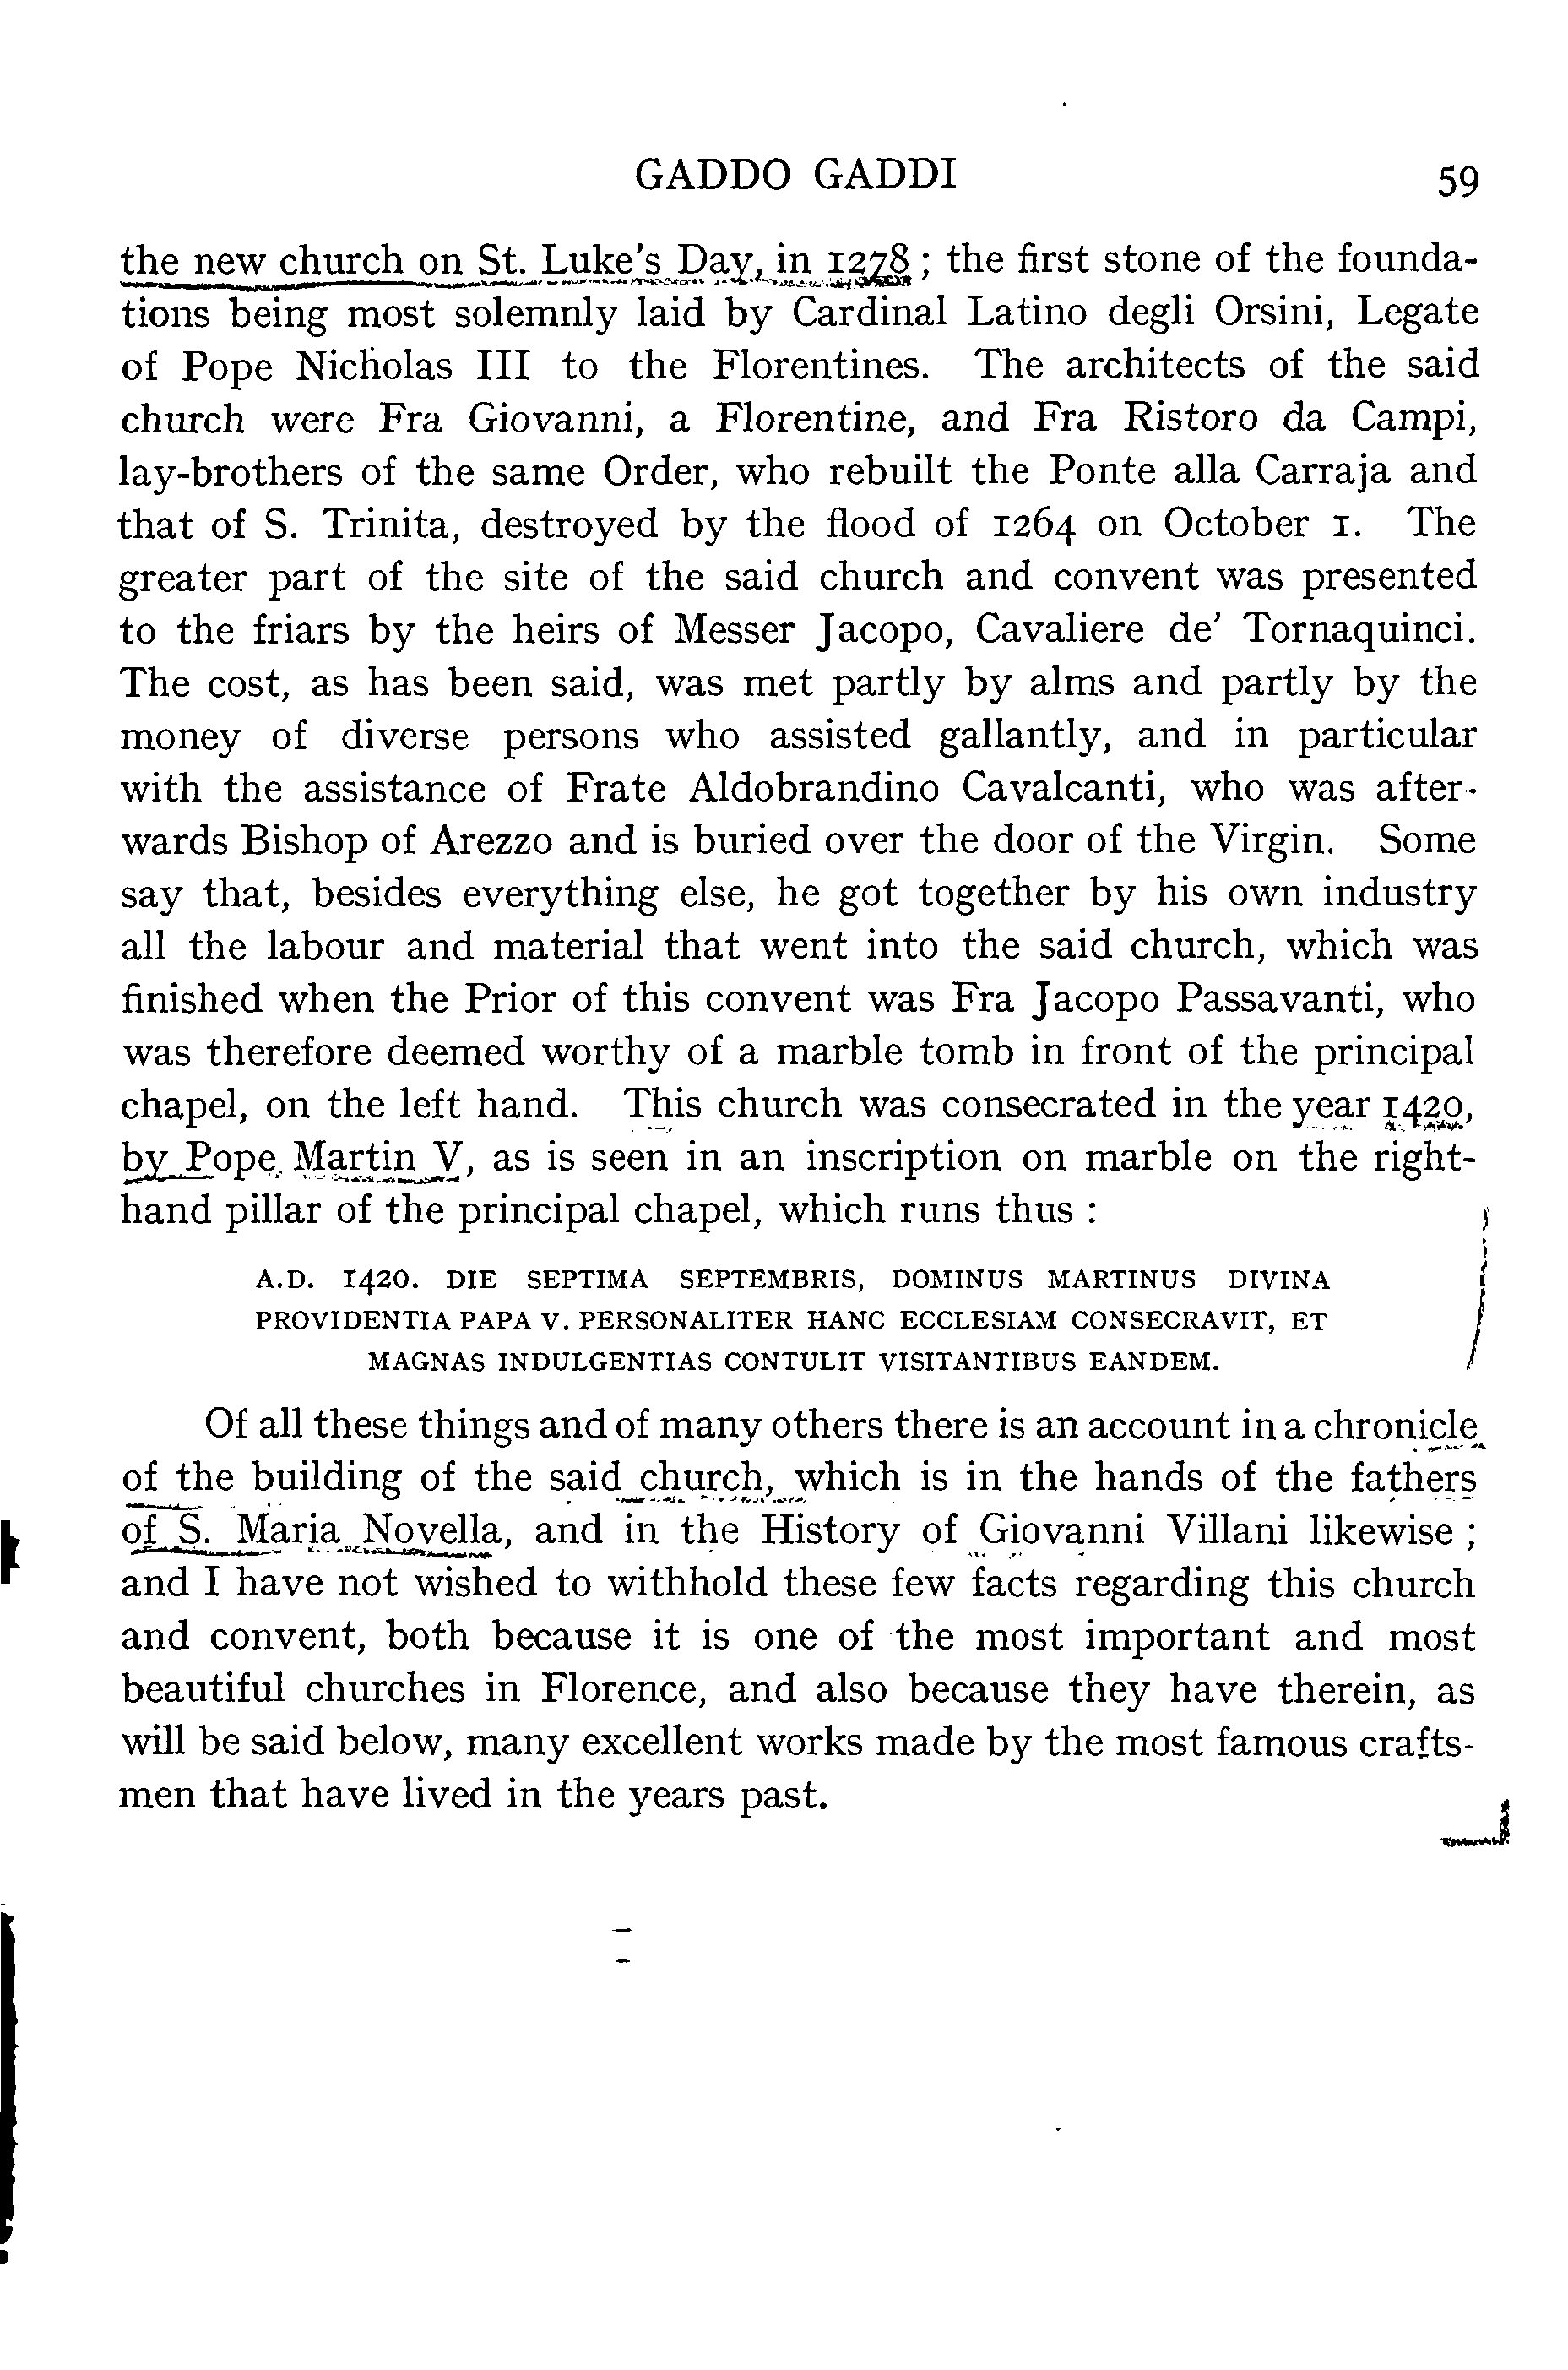 GADDO GADDI 59
the new church on St. Luke's Day, in 1278; the first stone of the founda-
tions being most solemnly laid by Cardinal Latino degli Orsini, Legate
of Pope Nicholas III to the Florentines. The architects of the said
church were Fra Giovanni, a Florentine, and Fra Ristoro da Campi,
lay-brothers of the same Order, who rebuilt the Ponte alla Carraja and
that of S. Trinita, destroyed by the flood of 1264 on October 1. The
greater part of the site of the said church and convent was presented
to the friars by the heirs of Messer Jacopo, Cavaliere de' Tornaquinci.
The cost, as has been said, was met partly by alms and partly by the
money of diverse persons who assisted gallantly, and in particular
with the assistance of Frate Aldobrandino Cavalcanti, who was after-
wards Bishop of Arezzo and is buried over the door of the Virgin. Some
say that, besides everything else, he got together by his own industry
all the labour and material that went into the said church, which was
finished when the Prior of this convent was Fra Jacopo Passavanti, who
was therefore deemed worthy of a marble tomb in front of the principal
chapel, on the left hand. This church was consecrated in the year 1420,
by Pope Martin V, as is seen in an inscription on marble on the right-
hand pillar of the principal chapel, which runs thus :
A.D. 1420. DIE SEPTIMA SEPTEMBRIS, DOMINUS MARTINUS DIVINA
PROVIDENTIA PAPA V. PERSONALITER HANC ECCLESIAM CONSECRAVIT, ET
MAGNAS INDULGENTIAS CONTULIT VISITANTIBUS EANDEM.
Of all these things and of many others there is an account in a chronicle
of the building of the said church, which is in the hands of the fathers
of S. Maria Novella, and in the History of Giovanni Villani likewise ;
and I have not wished to withhold these few facts regarding this church
and convent, both because it is one of the most important and most
beautiful churches in Florence, and also because they have therein, as
will be said below, many excellent works made by the most famous crafts-
men that have lived in the years past.